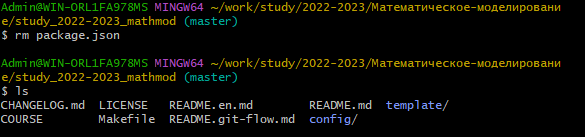 Admin@WIN-ORL1FA978MS MINGW64 ~/work/study/2022-2023/Математическое-моделировани
е/study_2022-2023_mathmod (master)
$ rm package.json
Admin@WIN-ORL1FA978MS MINGW64 ~/work/study/2022-2023/Математическое-моделировани
е/study_2022-2023_mathmod (master)
$ ls
CHANGELOG.md  LICENSE   README.en.md        README.md  template/
COURSE        Makefile  README.git-flow.md  config/